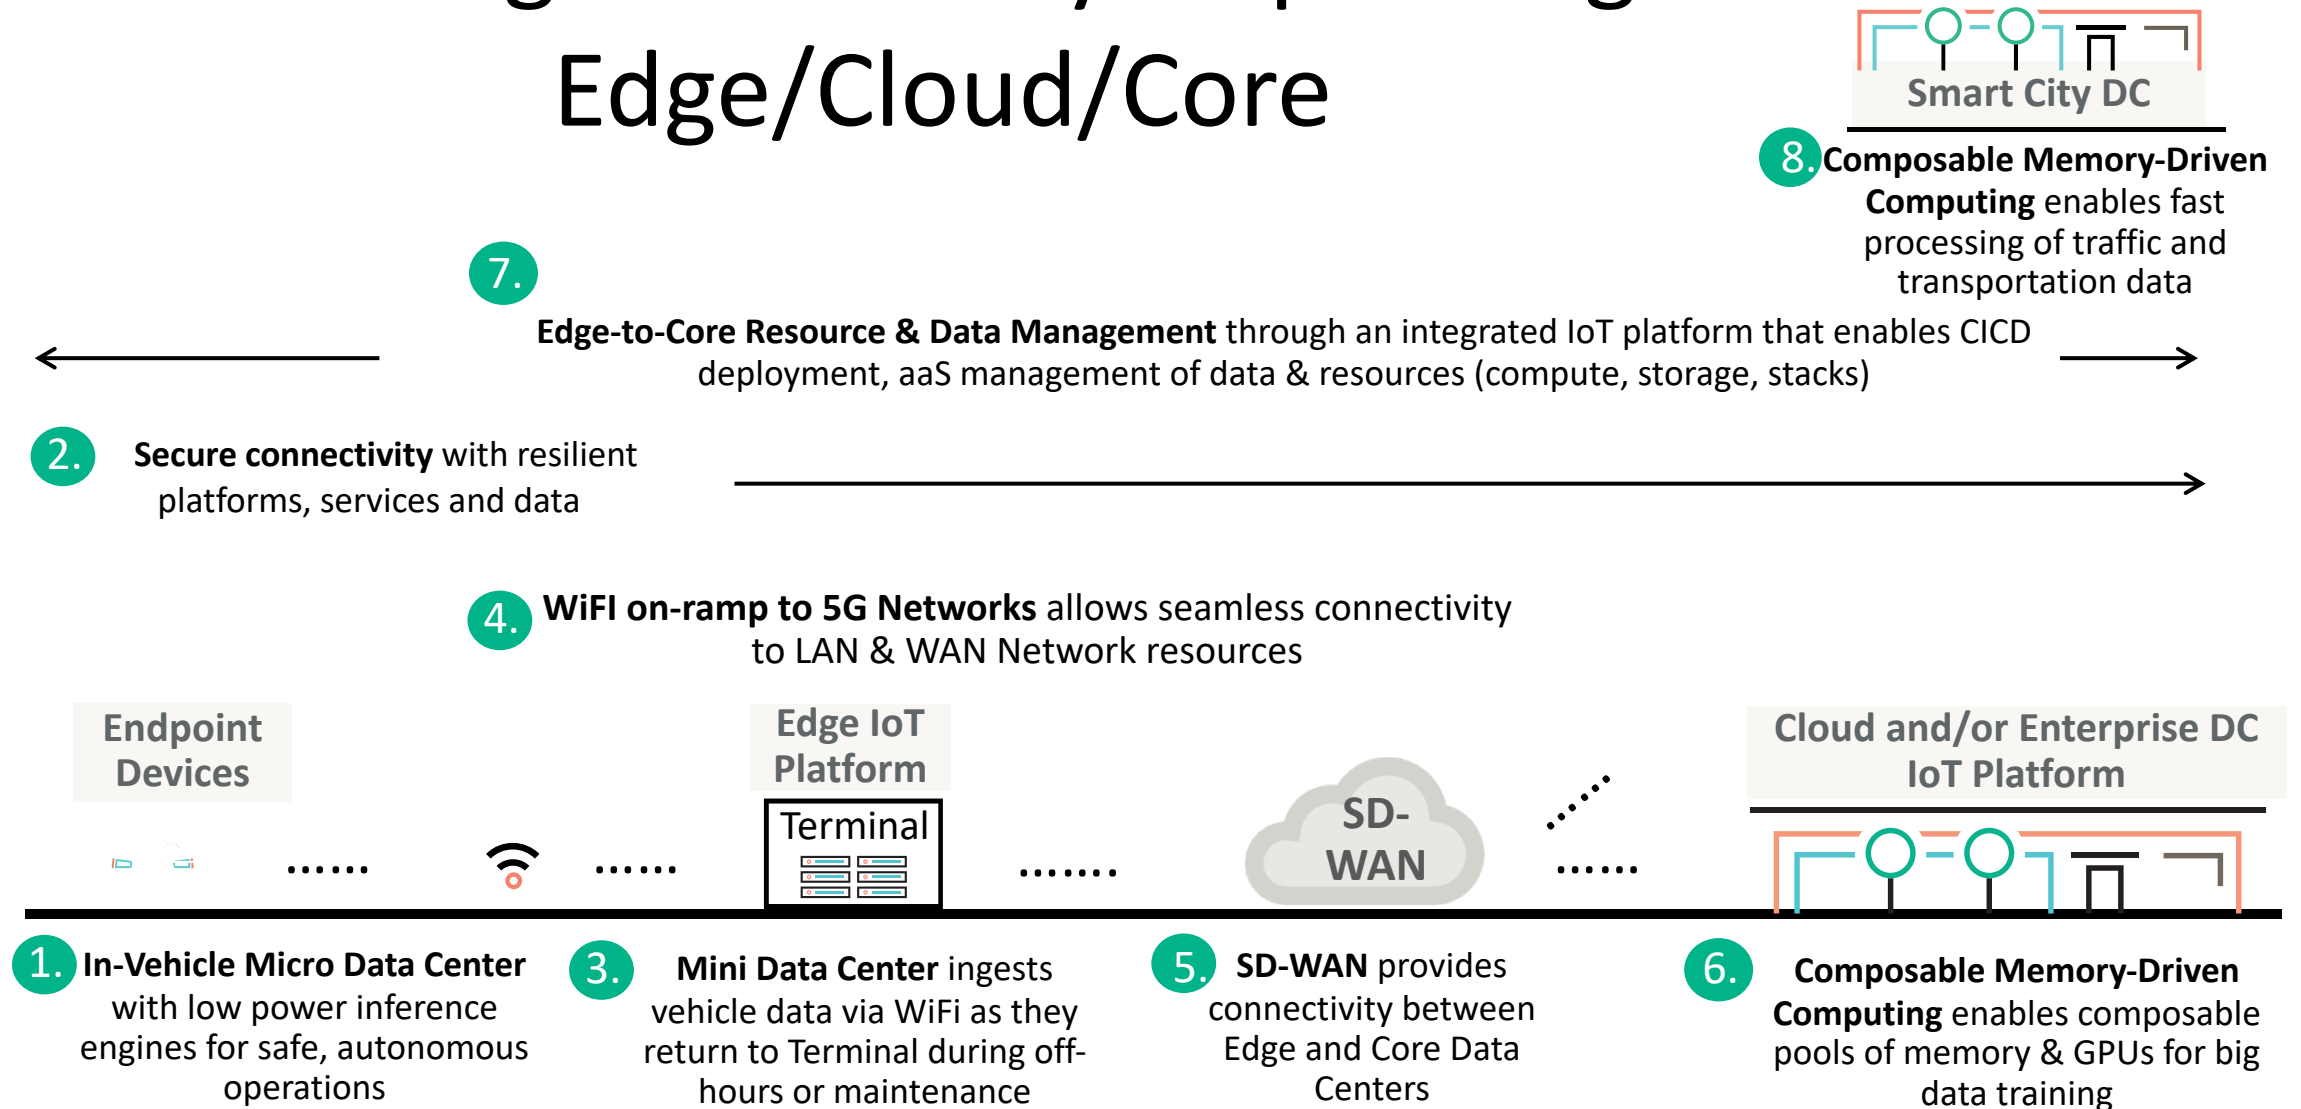 Edge/Cloud/Core
Smart City DC
8. Composable Memory-Driven
Computing enables fast
processing of traffic and
transportation data
7.
Edge-to-Core Resource & Data Management through an integrated IoT platform that enables CICD
deployment, aaS management of data & resources (compute, storage, stacks)
2. Secure connectivity with resilient
platforms, services and data
4. WiFI on-ramp to 5G Networks allows seamless connectivity
to LAN & WAN Network resources
Endpoint
Devices
Edge IoT
Platform
Terminal
SD-
WAN
Cloud and/or Enterprise DC
IoT Platform
1. In-Vehicle Micro Data Center
with low power inference
engines for safe, autonomous
operations
3. Mini Data Center ingests
vehicle data via WiFi as they
return to Terminal during off-
hours or maintenance
5. SD-WAN provides
connectivity between
Edge and Core Data
Centers
6. Composable Memory-Driven
Computing enables composable
pools of memory & GPUs for big
data training